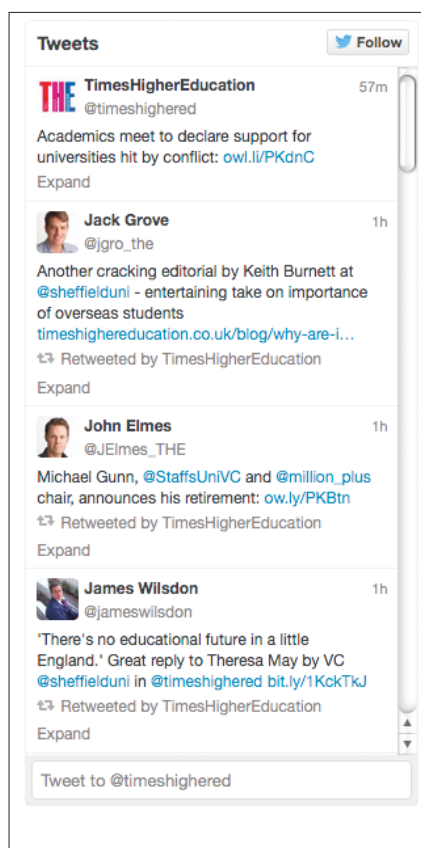 Tweets
Follow
THE
TimesHigherEducation
57m
@timeshighered
Academics meet to declare support for
universities hit by conflict: owl.li/PKdnC
Expand
Jack Grove
1h
@jgro_the
Another cracking editorial by Keith Burnett at
@sheffielduni - entertaining take on importance
of overseas students
timeshighereducation.co.uk/blog/why-are-i...
Retweeted by TimesHigherEducation
Expand
John Elmes
1h
@JElmes_THE
Michael Gunn, @StaffsUniVC and @million_plus
chair, announces his retirement: ow.ly/PKBtn
Retweeted by TimesHigherEducation
Expand
James Wilsdon
1h
@jameswilsdon
'There's no educational future in a little
England.' Great reply to Theresa May by VC
@sheffielduni in @timeshighered bit.ly/1KckTkJ
Retweeted by TimesHigherEducation
Expand
Tweet to @timeshighered